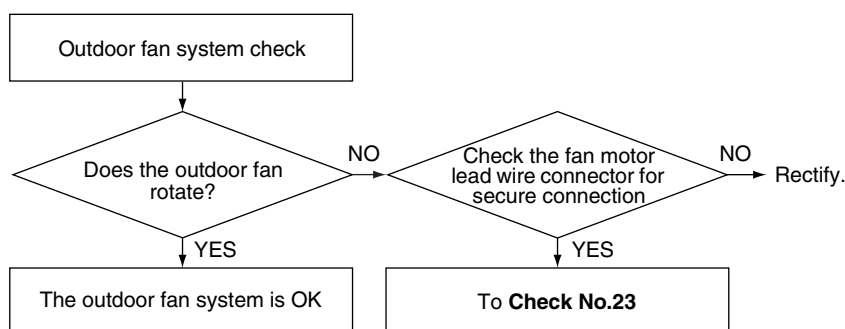 Outdoor fan system check
Does the outdoor fan
rotate?
NO
YES
The outdoor fan system is OK
Check the fan motor
lead wire connector for
secure connection
NO
Rectify.
YES
To Check No.23